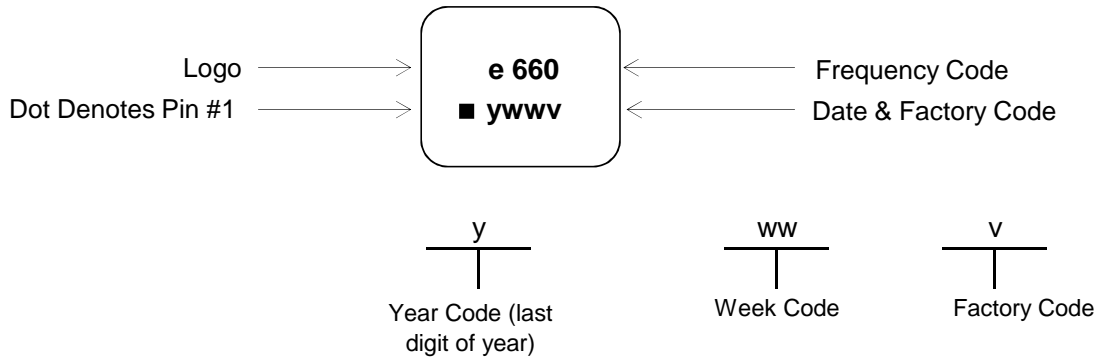 Logo
e 660
Frequency Code
Dot Denotes Pin #1
■ ywwv
Date & Factory Code
y
ww
v
Year Code (last
digit of year)
Week Code
Factory Code